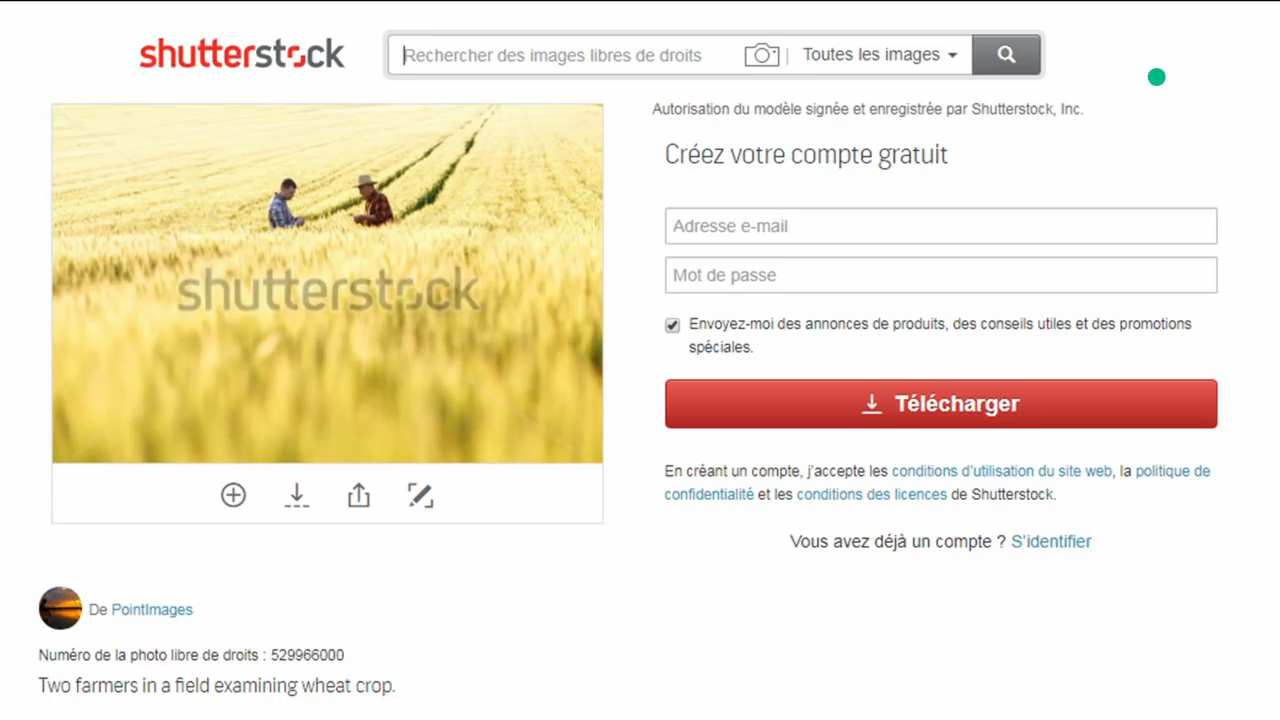 shutterstock
Rechercher des images libres de droits
Toutes les images
Autorisation du modèle signée et enregistrée par Shutterstock, Inc.
Créez votre compte gratuit
Adresse e-mail
Mot de passe
shutterstock
Envoyez-moi des annonces de produits, des conseils utiles et des promotions
spéciales.
Télécharger
En créant un compte, j’accepte les conditions d’utilisation du site web, la politique de
confidentialité et les conditions des licences de Shutterstock.
Vous avez déjà un compte ? S’identifier
De PointImages
Numéro de la photo libre de droits : 529966000
Two farmers in a field examining wheat crop.